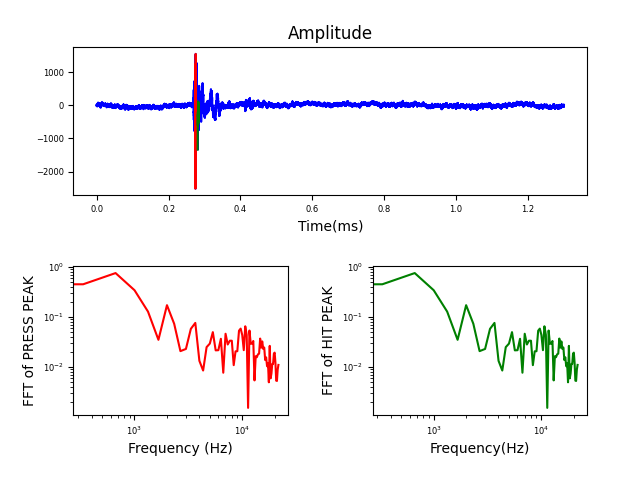 Amplitude
1000
0
−1000
−2000
0.0 0.2 0.4 0.6 0.8 1.0 1.2
Time(ms)
FFT of PRESS PEAK
10⁰
10⁻¹
10⁻²
10³ 10⁴
Frequency (Hz)
FFT of HIT PEAK
10⁰
10⁻¹
10⁻²
10³ 10⁴
Frequency(Hz)